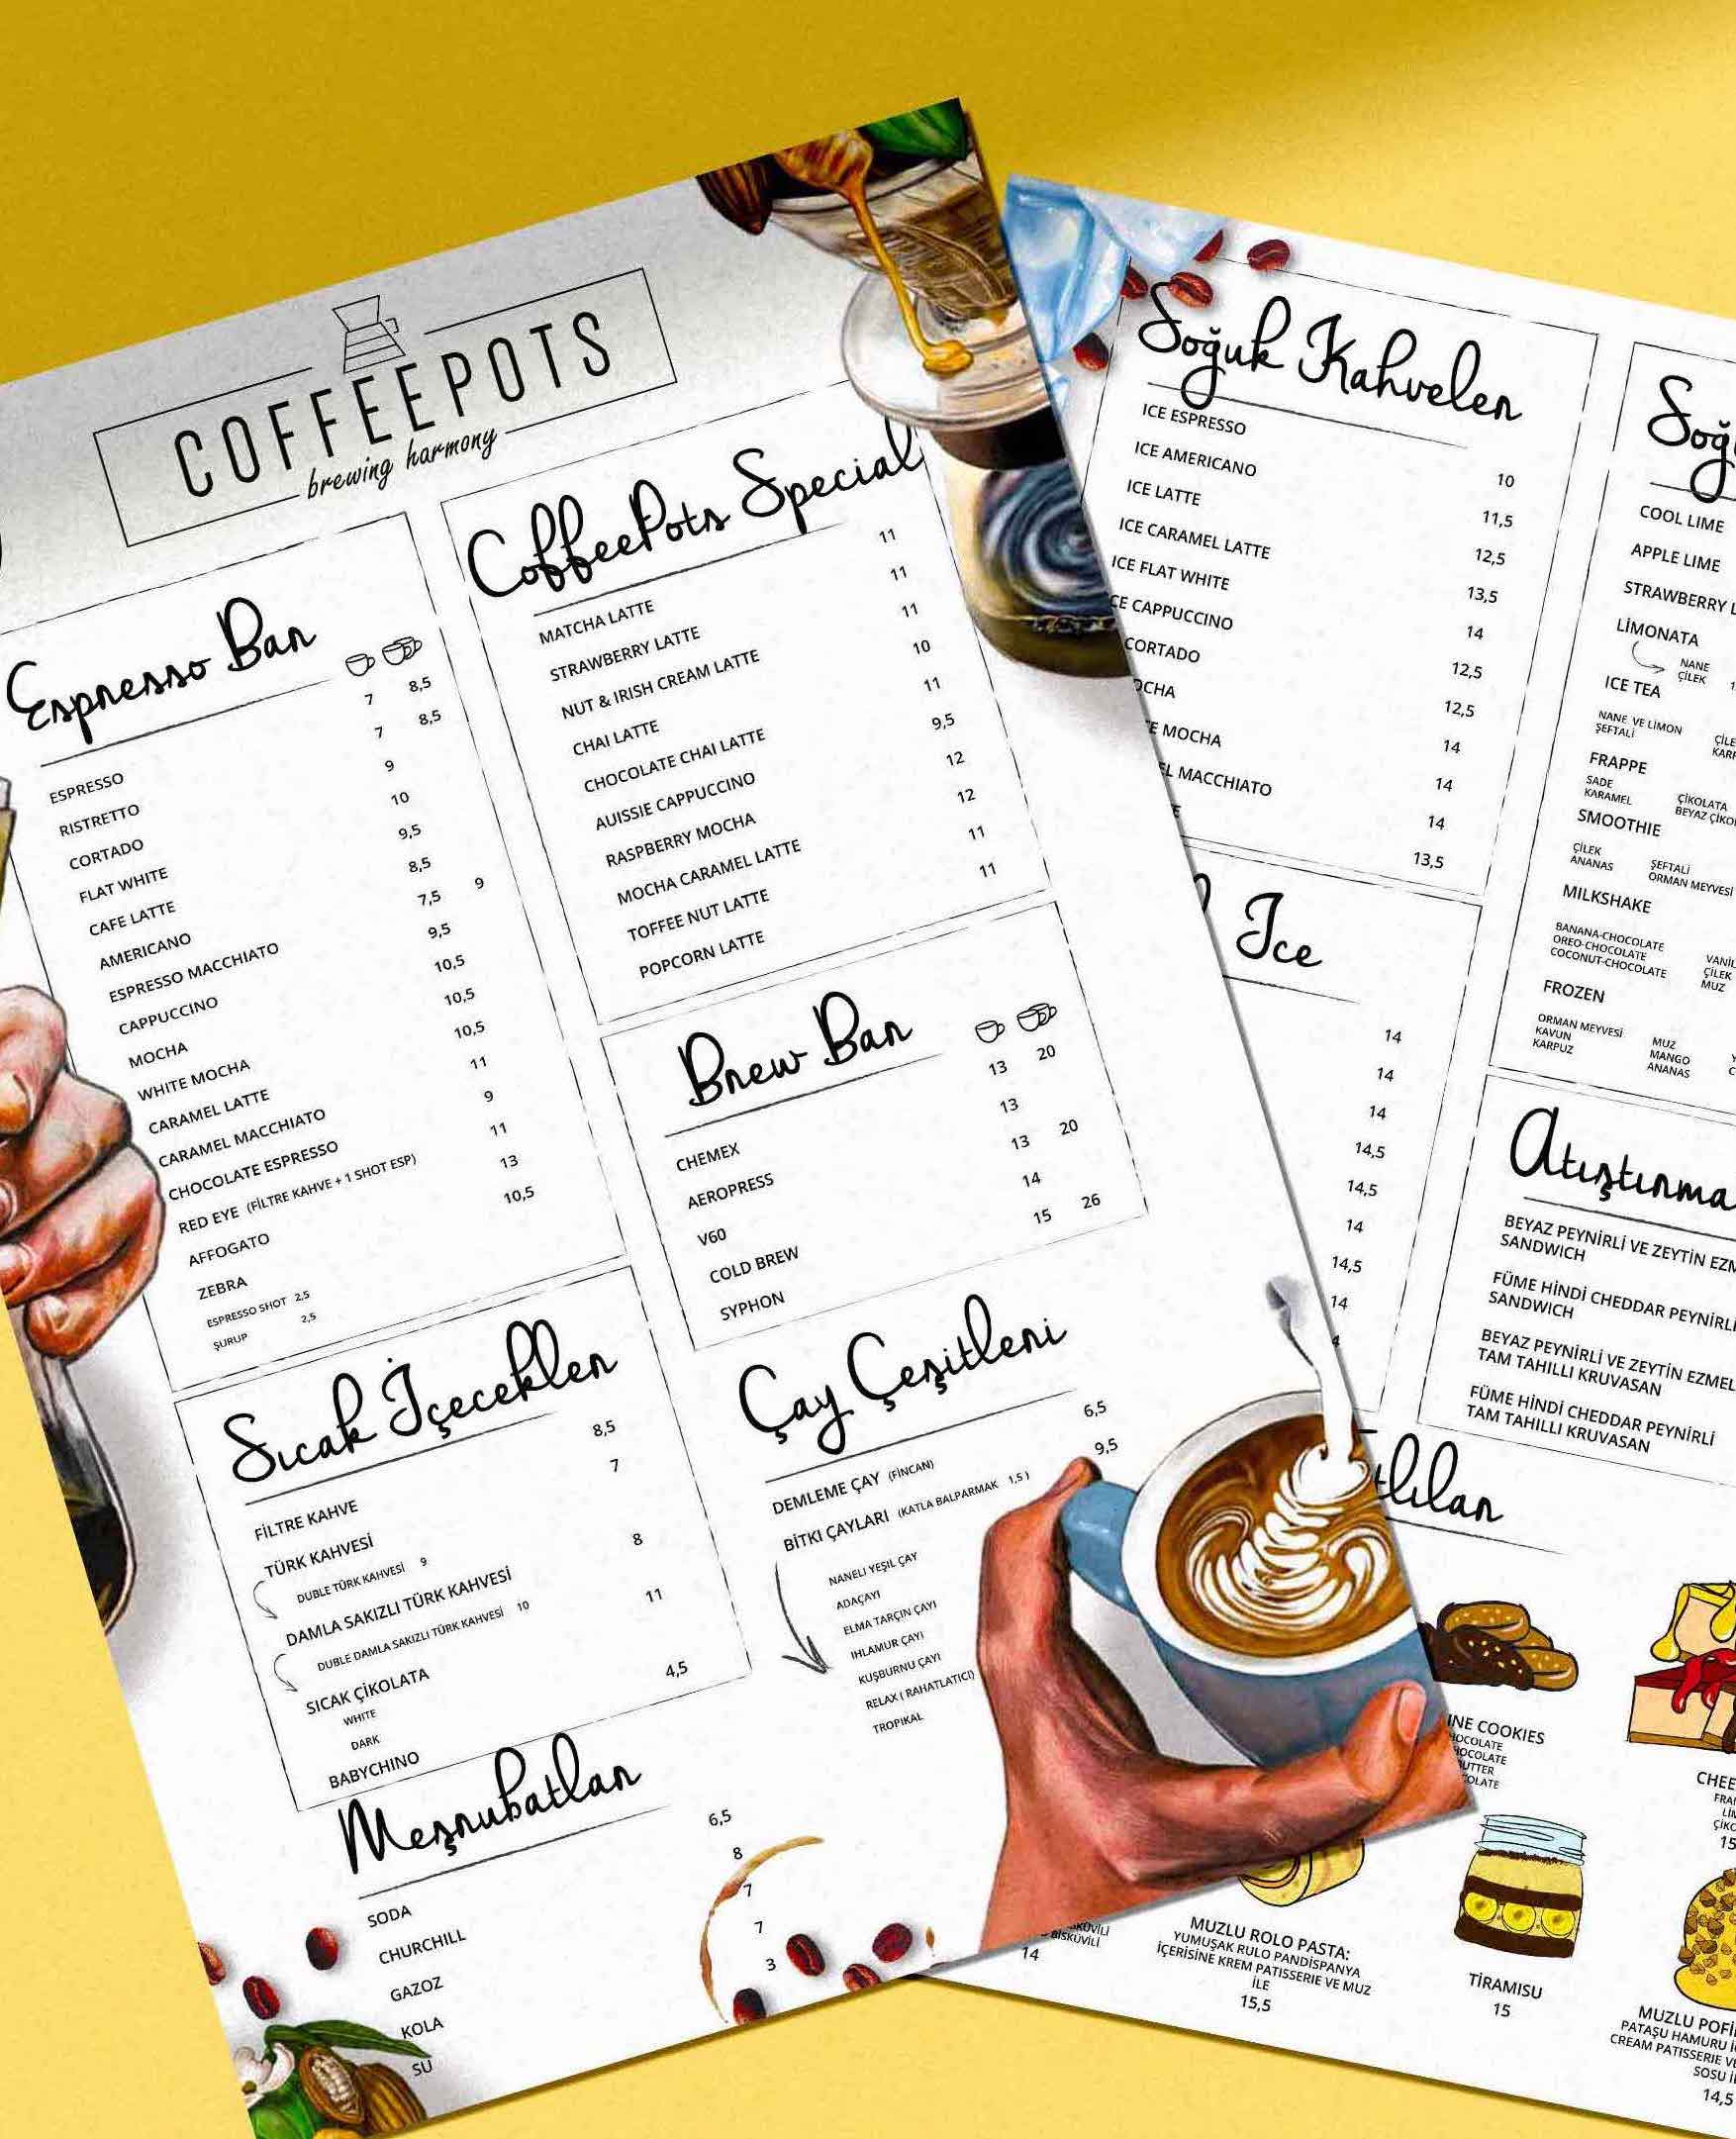 COFFEEPOTS
brewing harmony
Espresso Bar
ESPRESSO 7 8,5
RISTRETTO 7 8,5
CORTADO 9
FLAT WHITE 10
CAFE LATTE 9,5
AMERICANO 8,5
ESPRESSO MACCHIATO 7,5 9
CAPPUCCINO 9,5
MOCHA 10,5
WHITE MOCHA 10,5
CARAMEL LATTE 10,5
CARAMEL MACCHIATO 11
CHOCOLATE ESPRESSO 9
RED EYE (FİLTRE KAHVE + 1 SHOT ESP) 11
AFFOGATO 13
ZEBRA 10,5
ESPRESSO SHOT 2,5
ŞURUP 2,5
CoffeePots Special
MATCHA LATTE 11
STRAWBERRY LATTE 11
NUT & IRISH CREAM LATTE 11
CHAI LATTE 10
CHOCOLATE CHAI LATTE 11
AUISSIE CAPPUCCINO 9,5
RASPBERRY MOCHA 12
MOCHA CARAMEL LATTE 12
TOFFEE NUT LATTE 11
POPCORN LATTE 11
Brew Bar
CHEMEX 13 20
AEROPRESS 13
V60 13 20
COLD BREW 14
SYPHON 15 26
Sıcak İçecekler
FİLTRE KAHVE 8,5
TÜRK KAHVESİ 7
DUBLE TÜRK KAHVESİ 9
DAMLA SAKIZLI TÜRK KAHVESİ 8
DUBLE DAMLA SAKIZLI TÜRK KAHVESİ 10
SICAK ÇİKOLATA 11
WHITE
DARK
BABYCHINO 4,5
Çay Çeşitleri
DEMLEME ÇAY (FİNCAN) 6,5
BİTKI ÇAYLARI (KATLA BALPARMAK 1,5 ) 9,5
NANELI YEŞIL ÇAY
ADAÇAYI
ELMA TARÇIN ÇAYI
IHLAMUR ÇAYI
KUŞBURNU ÇAYI
RELAX ( RAHATLATICI)
TROPIKAL
Meşrubatlar
SODA 6,5
CHURCHILL 8
GAZOZ 7
KOLA 7
SU 3
Soğuk Kahveler
ICE ESPRESSO 10
ICE AMERICANO 11,5
ICE LATTE 12,5
ICE CARAMEL LATTE 13,5
ICE FLAT WHITE 14
CE CAPPUCCINO 12,5
CORTADO 12,5
OCHA 14
MOCHA 14
MACCHIATO 14
13,5
Ice
14
14
14
14,5
14,5
14
14,5
14
4
Soğ
COOL LIME
APPLE LIME
STRAWBERRY
LİMONATA
NANE
ÇİLEK
ICE TEA
NANE VE LİMON
ŞEFTALİ
FRAPPE
SADE ÇİKOLATA
KARAMEL BEYAZ
SMOOTHIE
ÇİLEK ŞEFTALİ
ANANAS ORMAN MEYVESİ
MILKSHAKE
BANANA-CHOCOLATE
OREO-CHOCOLATE ÇİLEK
COCONUT-CHOCOLATE MUZ
FROZEN
ORMAN MEYVESİ MUZ
KAVUN MANGO
KARPUZ ANANAS
Atıştırma
BEYAZ PEYNİRLİ VE ZEYTİN EZM
SANDWICH
FÜME HİNDİ CHEDDAR PEYNİRLİ
SANDWICH
BEYAZ PEYNİRLİ VE ZEYTİN EZMEL
TAM TAHILLI KRUVASAN
FÜME HİNDİ CHEDDAR PEYNİRLİ
TAM TAHILLI KRUVASAN
tlılar
COOKIES
14
MUZLU ROLO PASTA:
YUMUŞAK RULO PANDİSPANYA
İÇERİSİNE KREM PATISSERIE VE MUZ
İLE
15,5
TİRAMISU
15
MUZLU
PATAŞU HAMURU
CREAM PATISSERIE
SOSU
14,5